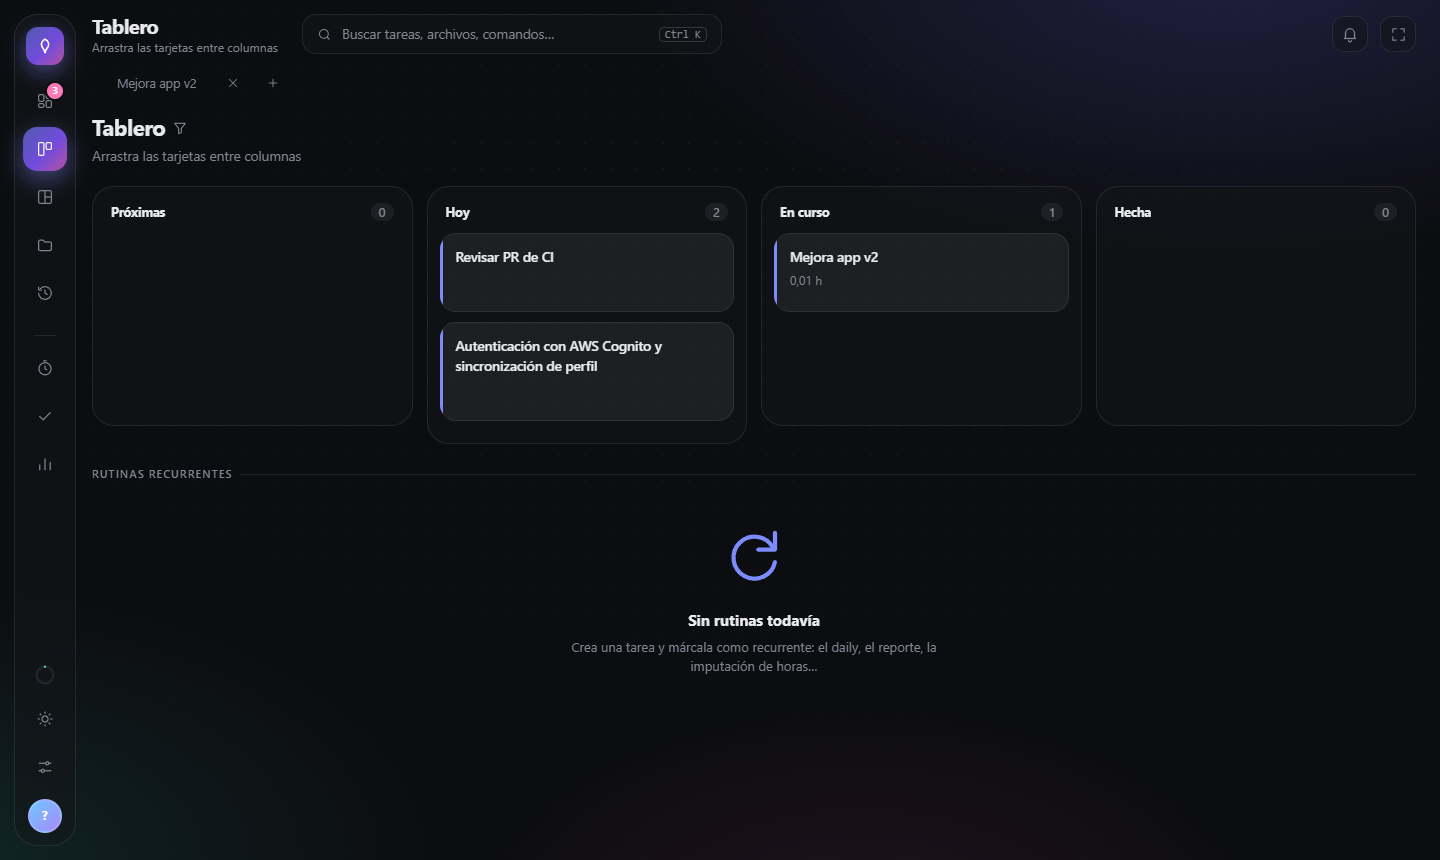 Tablero
Arrastra las tarjetas entre columnas
Buscar tareas, archivos, comandos...
Ctrl K
3
Mejora app v2
Tablero
Arrastra las tarjetas entre columnas
Próximas
0
Hoy
2
Revisar PR de CI
Autenticación con AWS Cognito y
sincronización de perfil
En curso
1
Mejora app v2
0,01 h
Hecha
0
RUTINAS RECURRENTES
Sin rutinas todavía
Crea una tarea y márcala como recurrente: el daily, el reporte, la
imputación de horas...
?